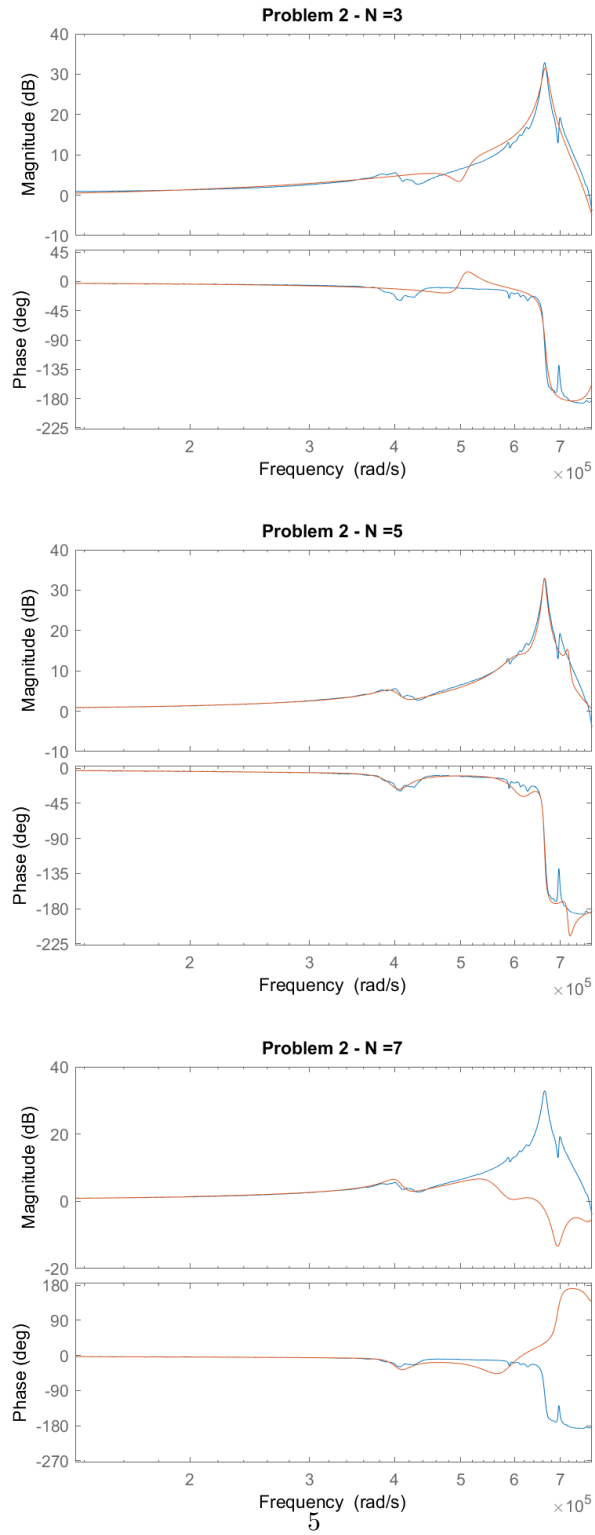 Problem 2 - N =3
40
30
20
10
0
-10
Magnitude (dB)
45
0
-45
-90
-135
-180
-225
Phase (deg)
2 3 4 5 6 7
×10^5
Frequency (rad/s)
Problem 2 - N =5
40
30
20
10
0
-10
Magnitude (dB)
0
-45
-90
-135
-180
-225
Phase (deg)
2 3 4 5 6 7
×10^5
Frequency (rad/s)
Problem 2 - N =7
40
20
0
-20
Magnitude (dB)
180
90
0
-90
-180
-270
Phase (deg)
2 3 4 5 6 7
×10^5
Frequency (rad/s)
5